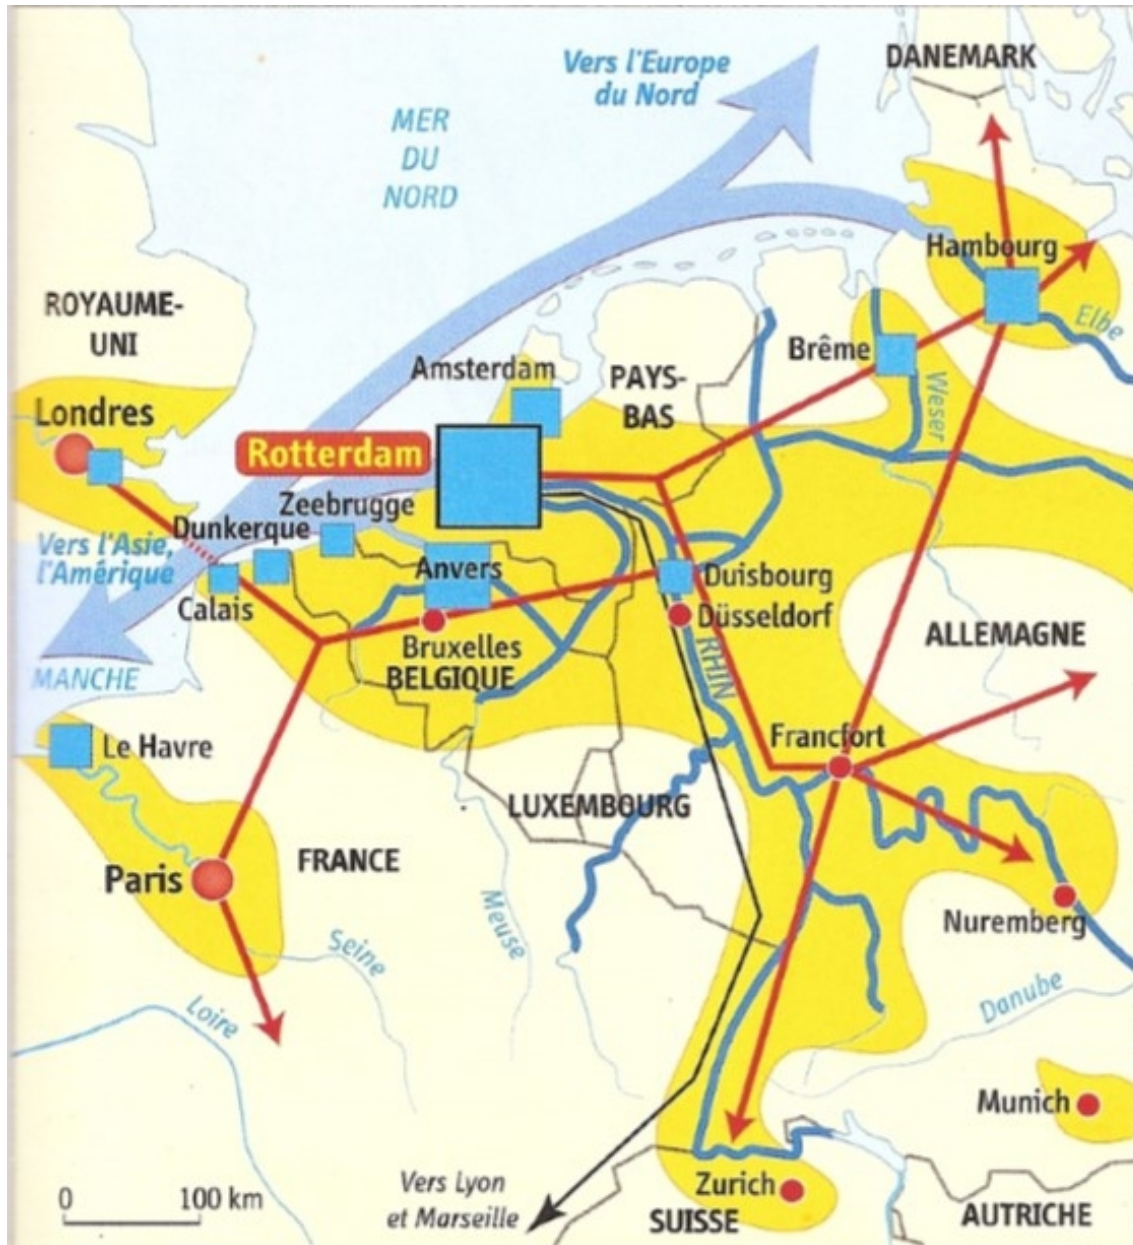 Vers l'Europe
du Nord
DANEMARK
MER
DU
NORD
Hambourg
ROYAUME-
UNI
Elbe
Brême
Amsterdam
PAYS-
BAS
Weser
Londres
Rotterdam
Zeebrugge
Dunkerque
Vers l'Asie,
l'Amérique
Anvers
Duisbourg
Calais
Düsseldorf
Bruxelles
ALLEMAGNE
RHIN
MANCHE
BELGIQUE
Le Havre
Francfort
LUXEMBOURG
FRANCE
Paris
Meuse
Nuremberg
Seine
Loire
Danube
Munich
Vers Lyon
et Marseille
Zurich
SUISSE
AUTRICHE
0 100 km